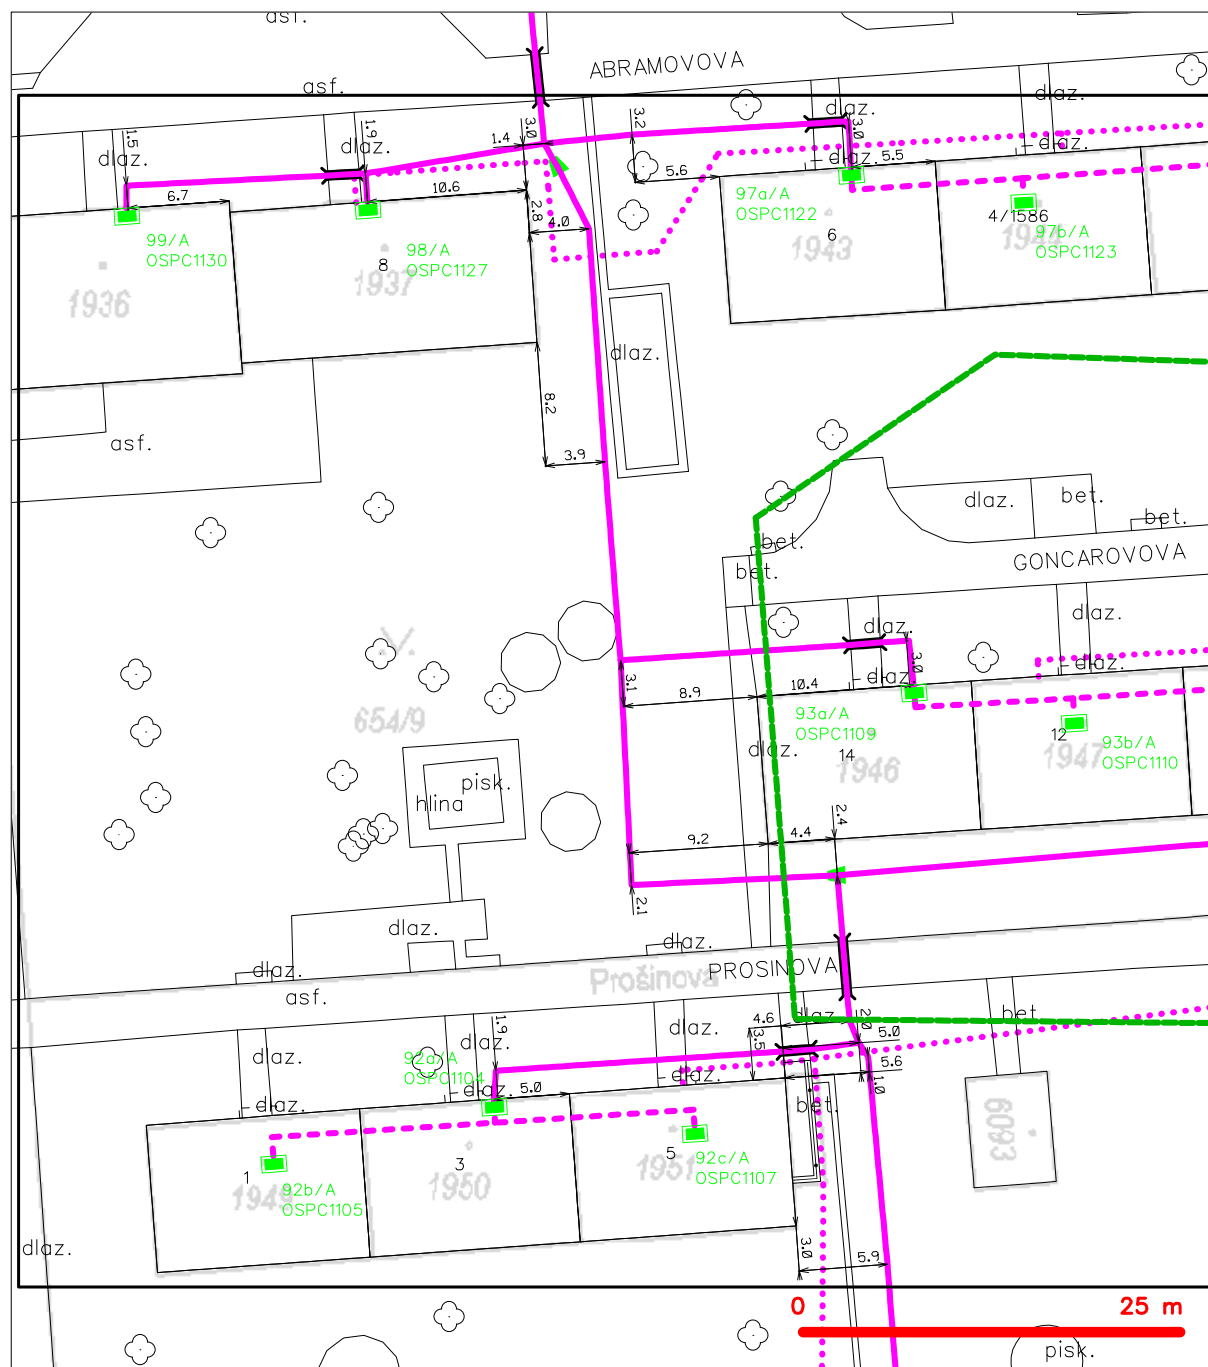 asf.
ABRAMOVOVA
asf.
dlaz.
dlaz.
1.5
1.9
1.4
3.0
3.2
3.0
dlaz.
dlaz.
dlaz.
dlaz.
6.7
10.6
2.8
4.0
5.6
5.5
97a/A
OSPC1122
6
1943
4/1586
1944
97b/A
OSPC1123
99/A
OSPC1130
98/A
OSPC1127
8
1936
1937
dlaz.
asf.
8.2
3.9
dlaz.
bet.
bet.
bet.
bet.
GONCAROVOVA
dlaz.
dlaz.
dlaz.
dlaz.
3.1
3.0
8.9
10.4
93a/A
OSPC1109
14
1946
12
1947
93b/A
OSPC1110
dlaz.
654/9
pisk.
hlina
9.2
4.4
2.4
2.1
dlaz.
dlaz.
dlaz.
asf.
Prošinova
PROSINOVA
dlaz.
bet.
4.6
2.0
3.5
5.0
5.6
1.0
1.9
dlaz.
dlaz.
dlaz.
92a/A
OSPC1104
dlaz.
dlaz.
dlaz.
5.0
bet.
6093
1
1949
92b/A
OSPC1105
3
1950
5
1951
92c/A
OSPC1107
dlaz.
3.0
5.9
0
25 m
pisk.